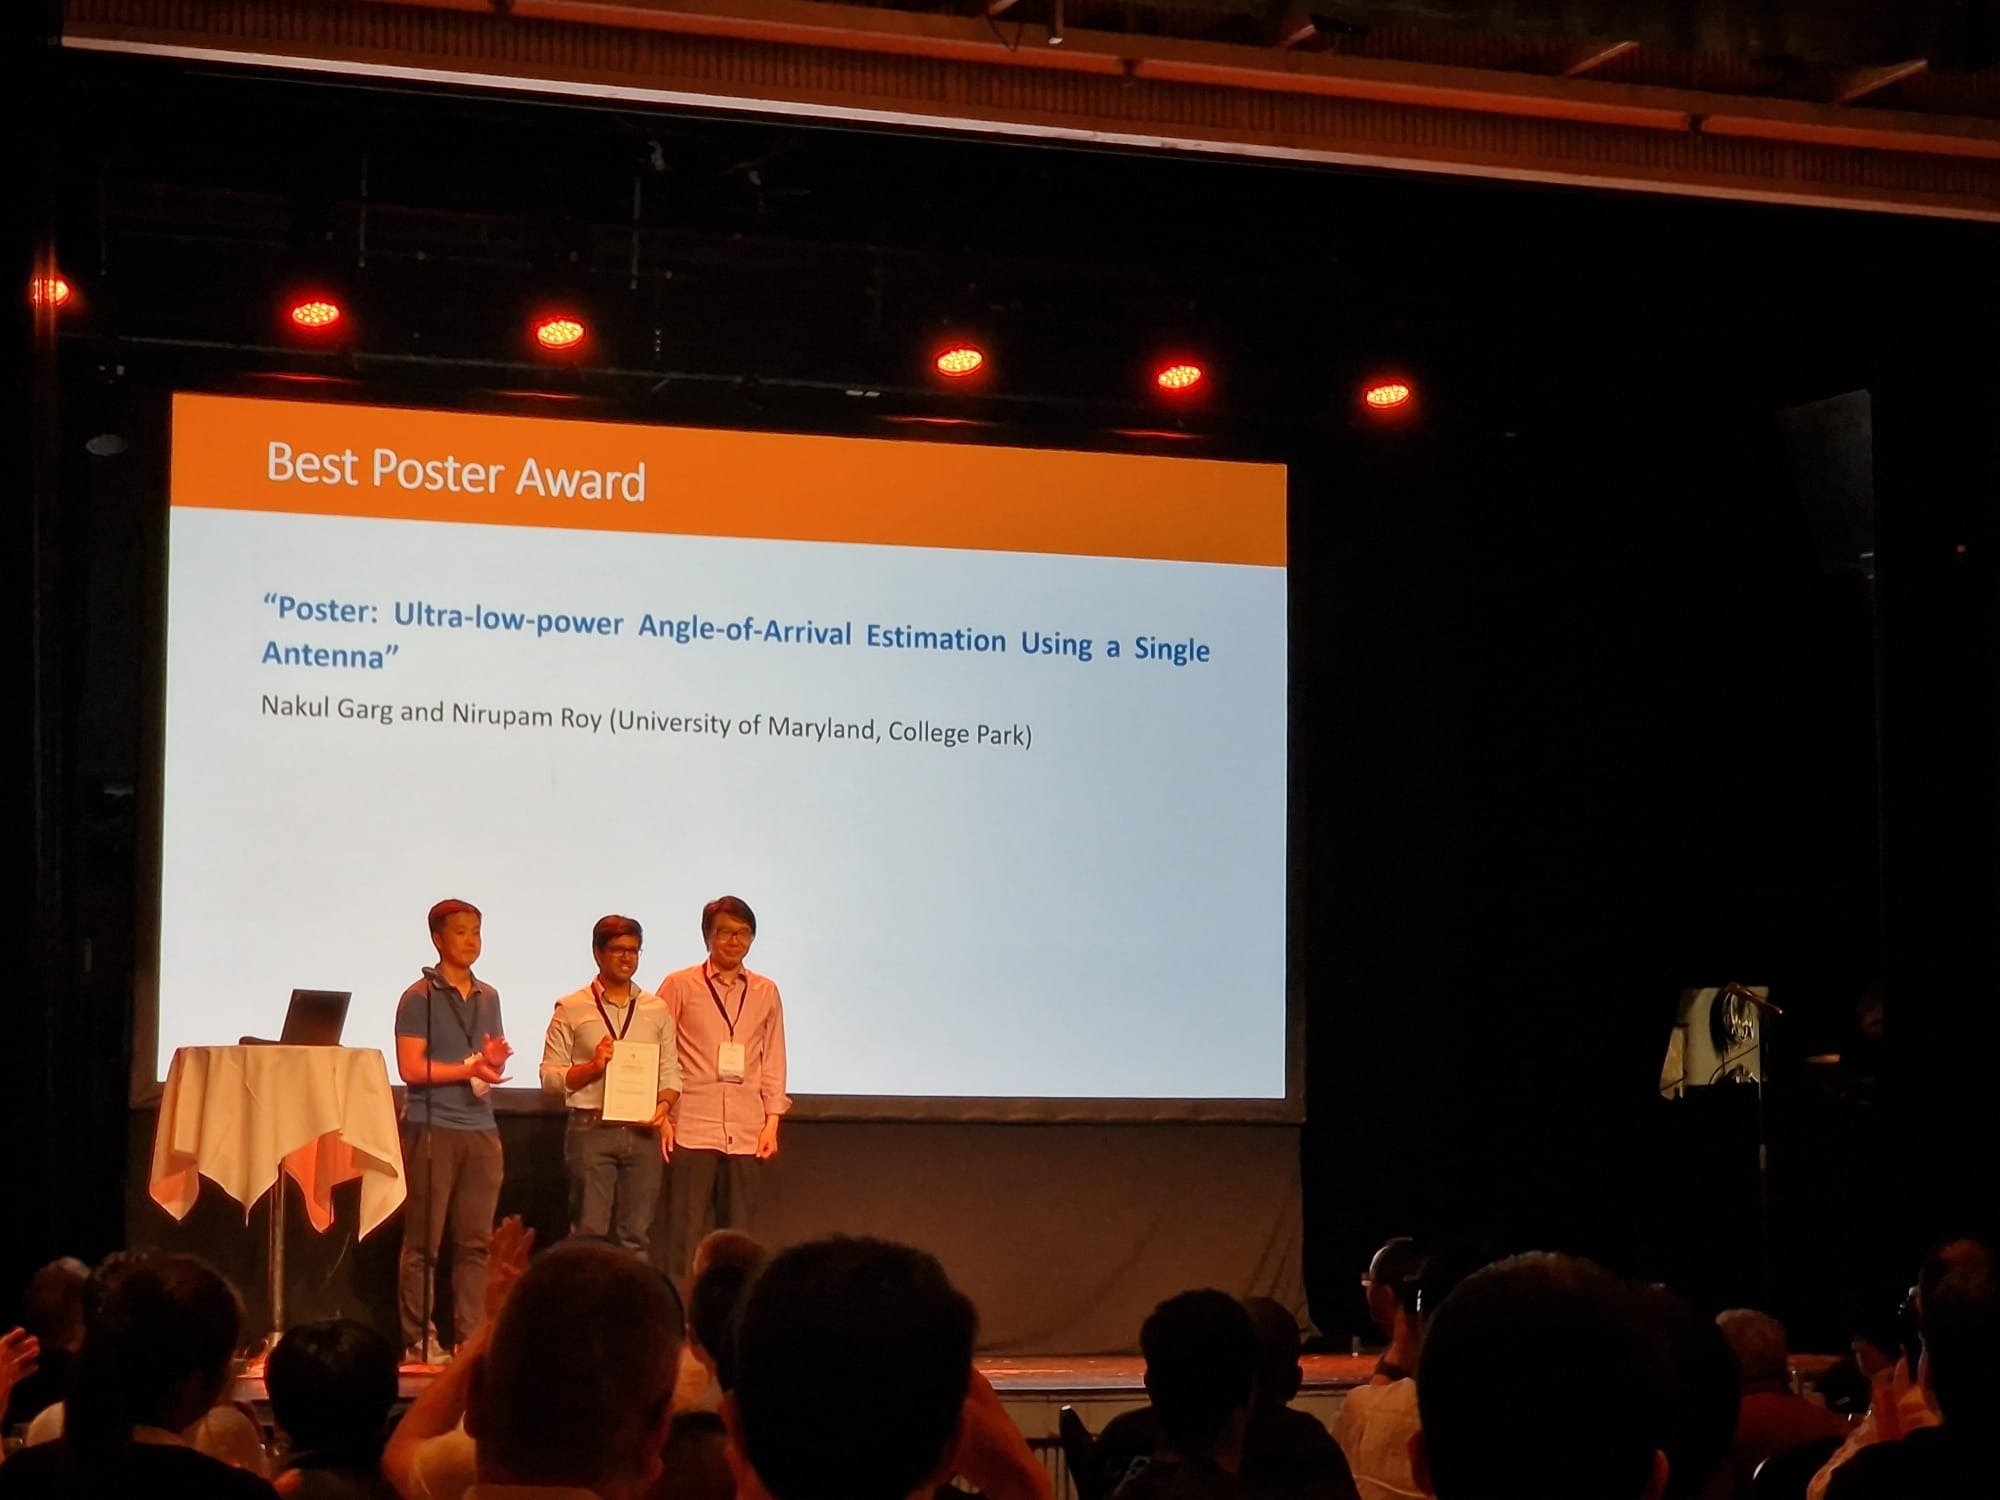 Best Poster Award
“Poster: Ultra-low-power Angle-of-Arrival Estimation Using a Single
Antenna”
Nakul Garg and Nirupam Roy (University of Maryland, College Park)